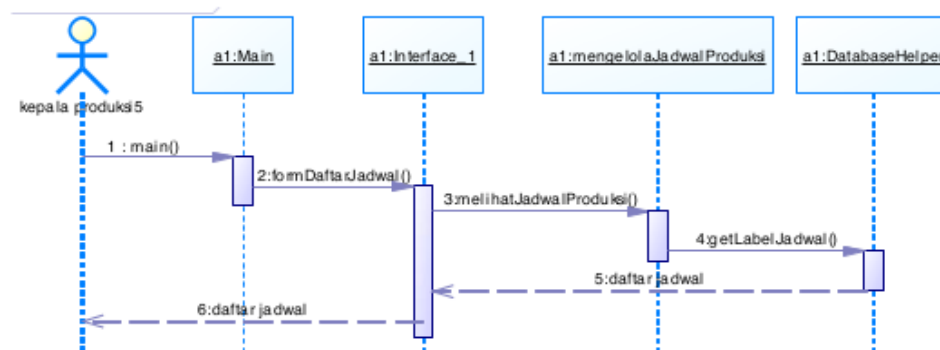 a1:Main
a1:Interface_1
a1:mengelolaJadwalProduksi
a1:DatabaseHelper
kepala produksi5
1 : main()
2:formDaftarJadwal()
3:melihatJadwalProduksi()
4:getLabelJadwal()
5:daftar jadwal
6:daftar jadwal